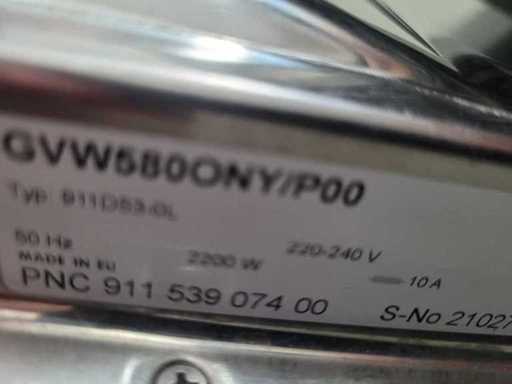 GVW580ONY/P00
Typ: 911D53-0L
50 Hz 2200 W 220-240 V 10 A
MADE IN EU
PNC 911 539 074 00 S-No 21027